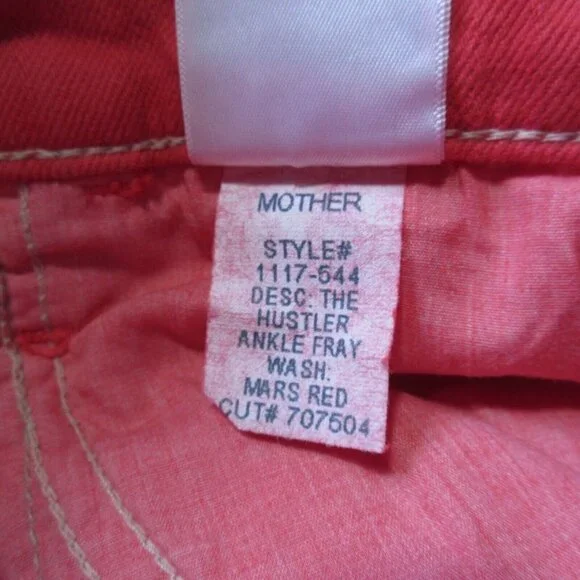 MOTHER
STYLE#
1117-544
DESC: THE
HUSTLER
ANKLE FRAY
WASH:
MARS RED
CUT# 707504